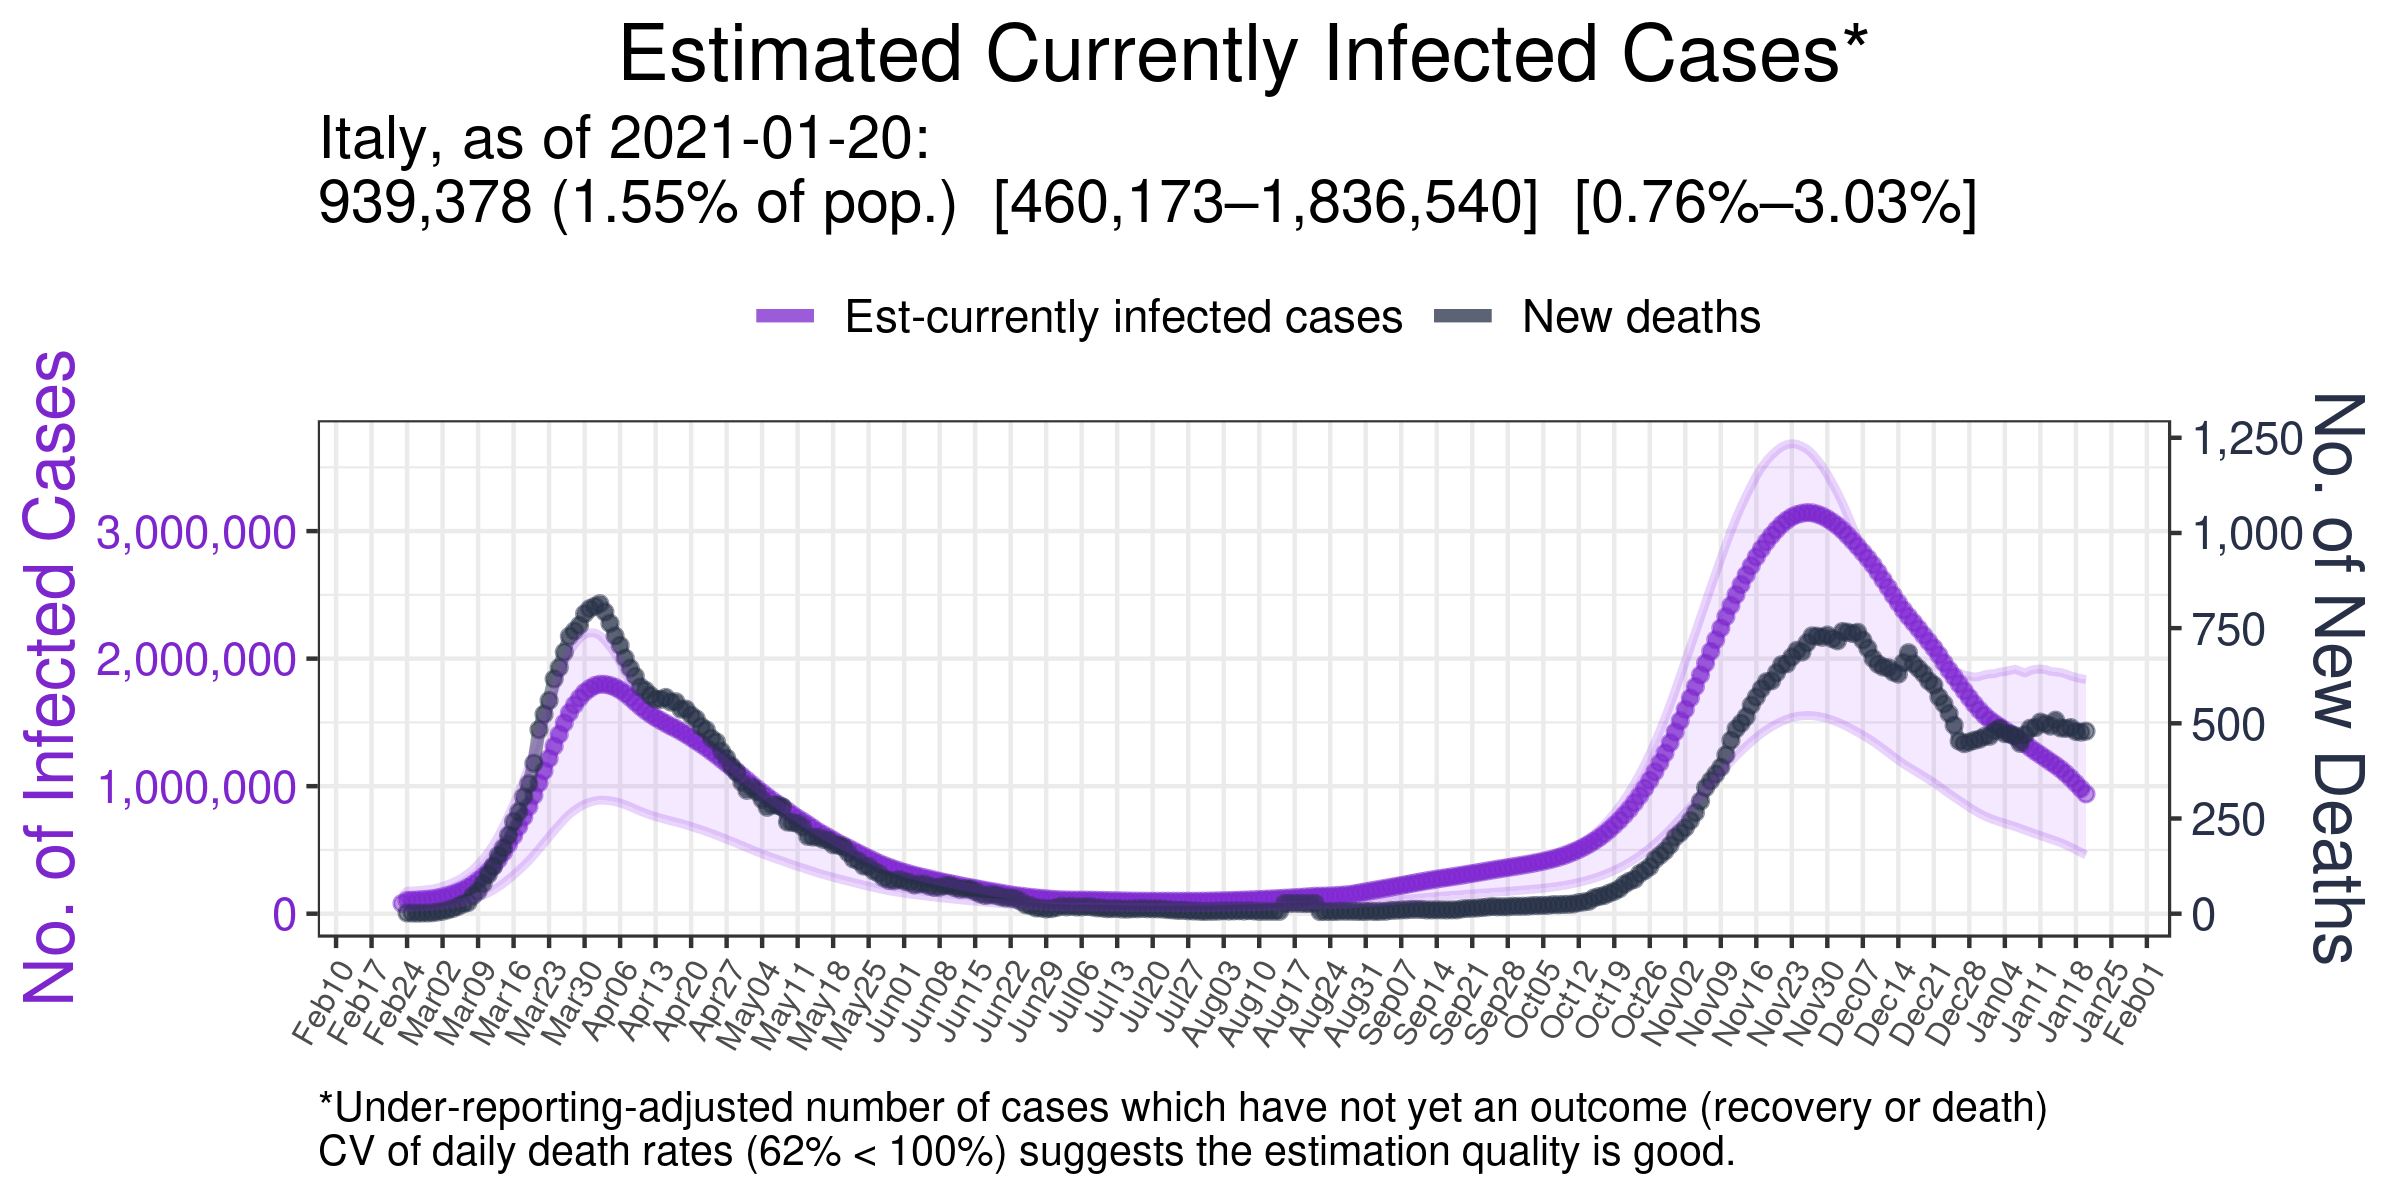 Estimated Currently Infected Cases*
Italy, as of 2021-01-20:
939,378 (1.55% of pop.)  [460,173–1,836,540]  [0.76%–3.03%]
Est-currently infected cases
New deaths
No. of Infected Cases
3,000,000
2,000,000
1,000,000
0
1,250
1,000
750
500
250
0
No. of New Deaths
Feb10
Feb17
Feb24
Mar02
Mar09
Mar16
Mar23
Mar30
Apr06
Apr13
Apr20
Apr27
May04
May11
May18
May25
Jun01
Jun08
Jun15
Jun22
Jun29
Jul06
Jul13
Jul20
Jul27
Aug03
Aug10
Aug17
Aug24
Aug31
Sep07
Sep14
Sep21
Sep28
Oct05
Oct12
Oct19
Oct26
Nov02
Nov09
Nov16
Nov23
Nov30
Dec07
Dec14
Dec21
Dec28
Jan04
Jan11
Jan18
Jan25
Feb01
*Under-reporting-adjusted number of cases which have not yet an outcome (recovery or death)
CV of daily death rates (62% < 100%) suggests the estimation quality is good.